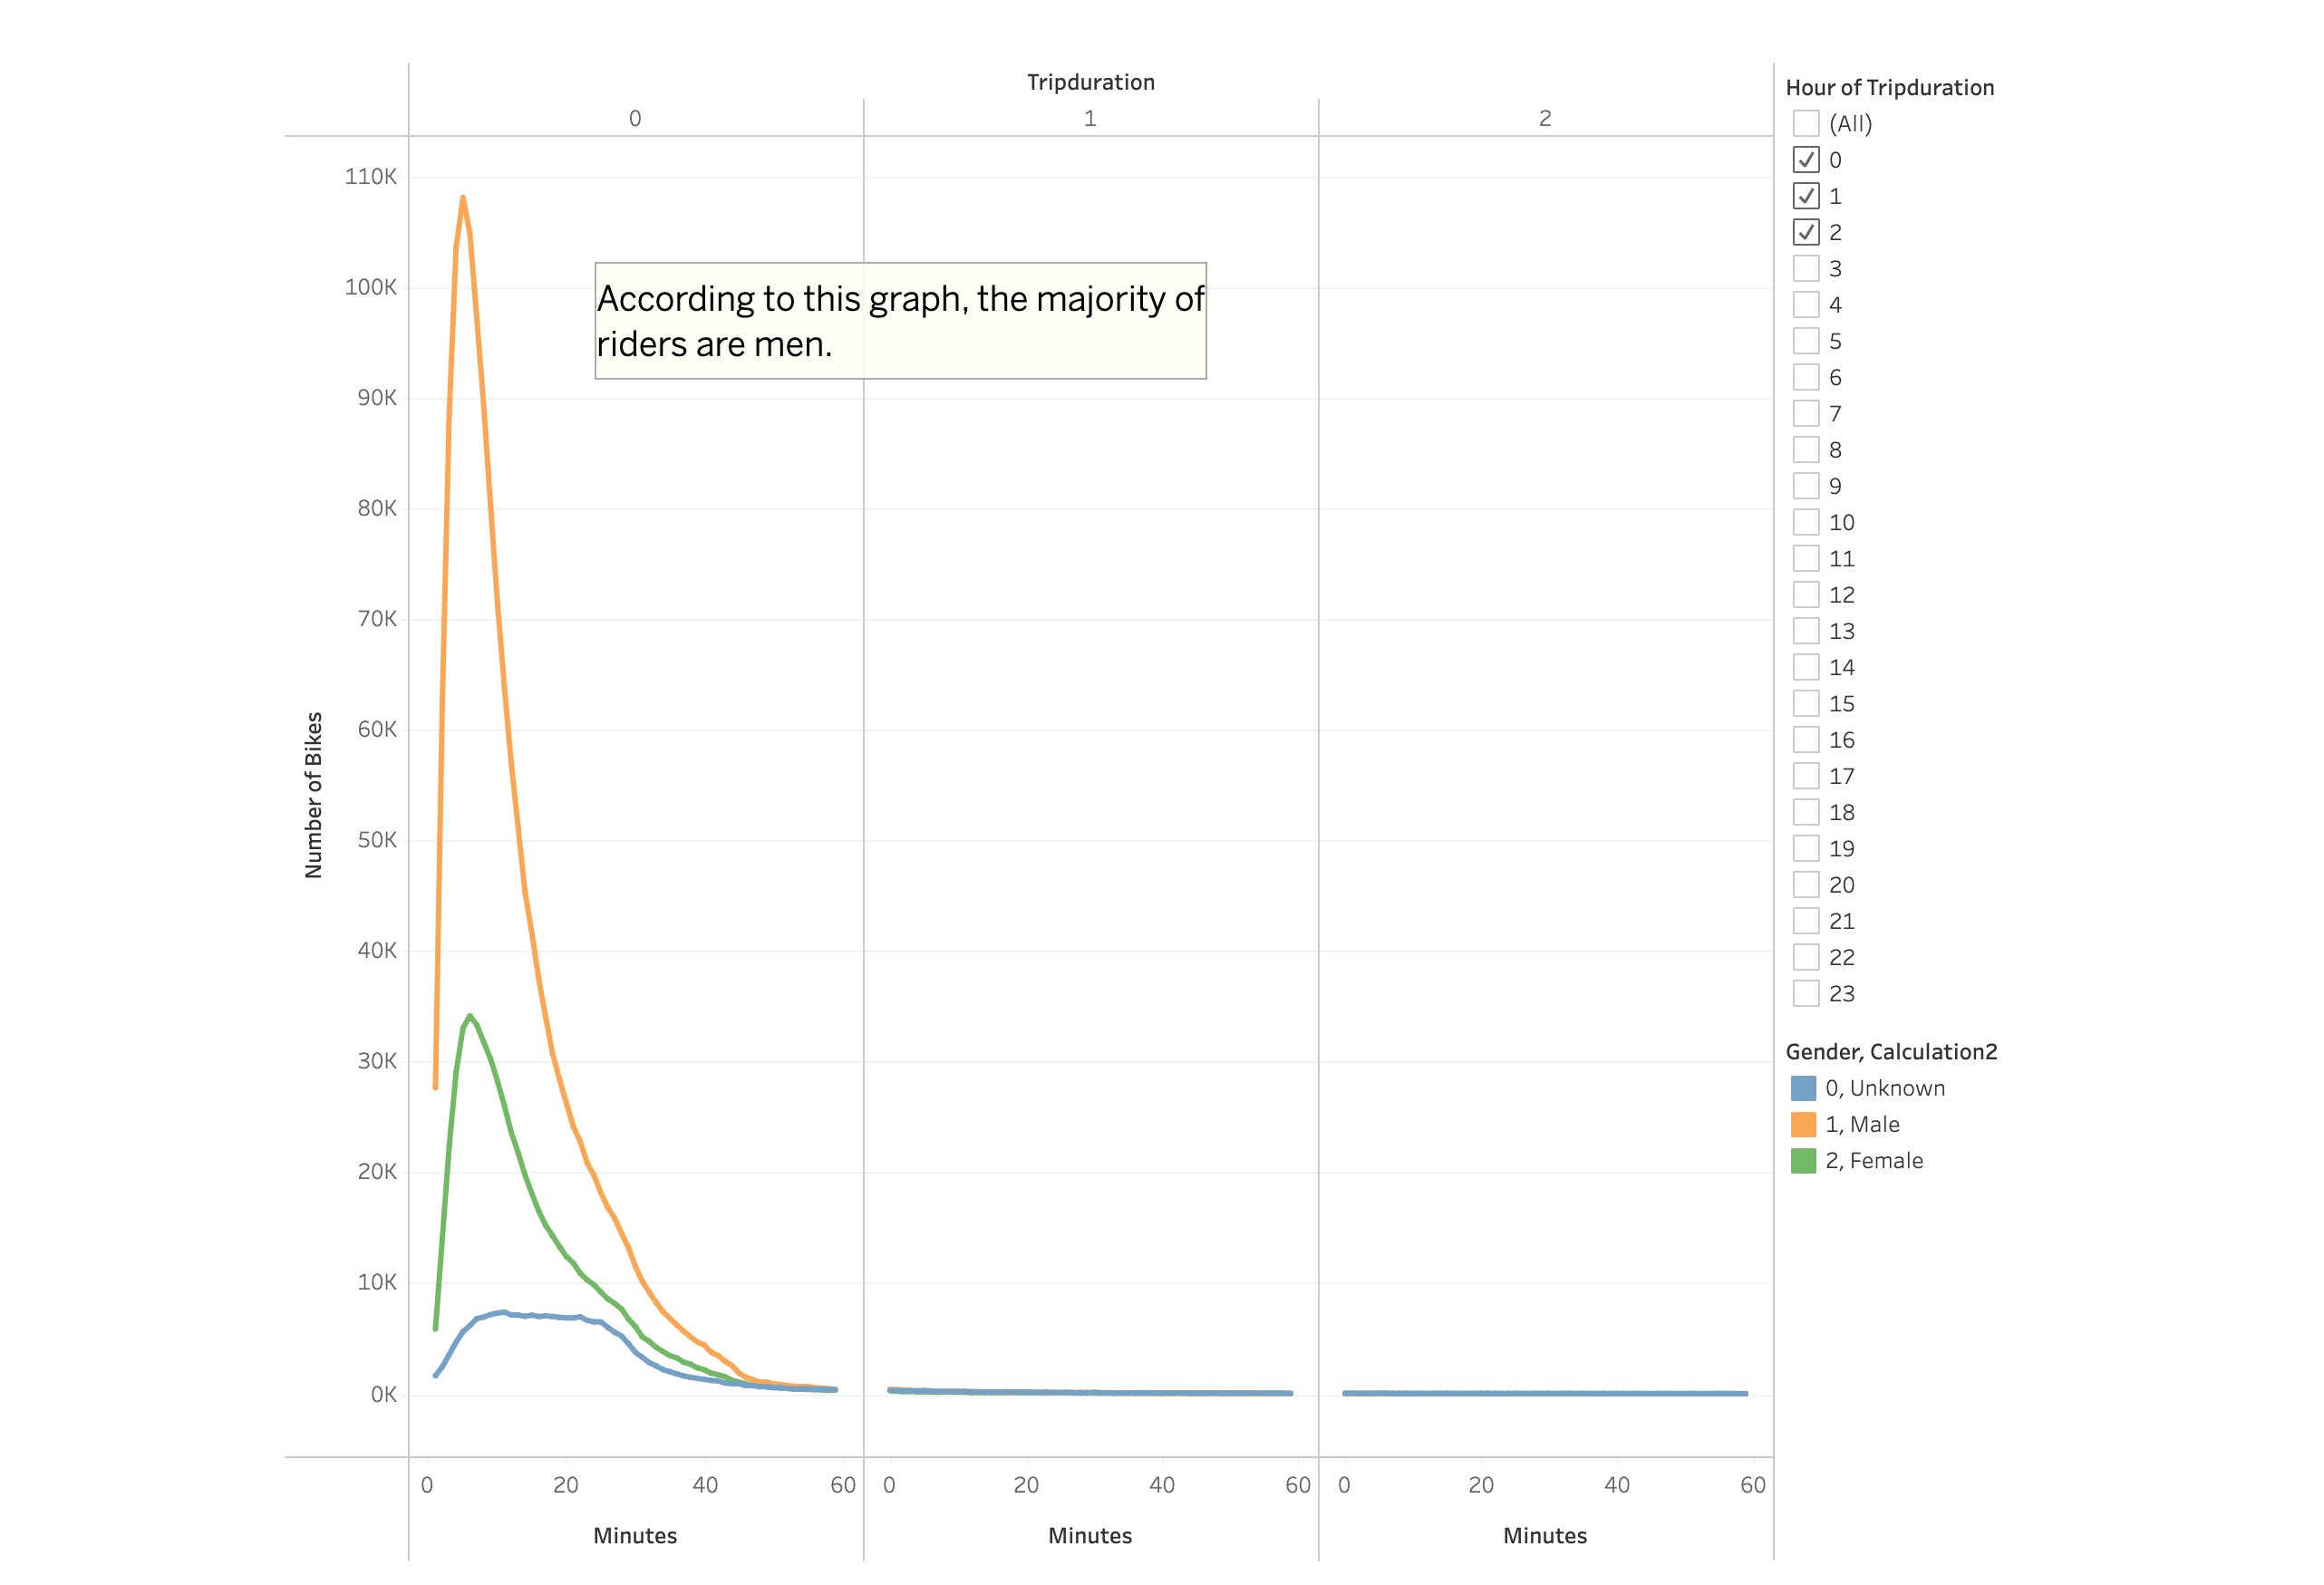 Tripduration
0
1
2
110K
100K
90K
80K
70K
60K
50K
40K
30K
20K
10K
0K
Number of Bikes
According to this graph, the majority of
riders are men.
0 20 40 60
0 20 40 60
0 20 40 60
Minutes
Minutes
Minutes
Hour of Tripduration
(All)
0
1
2
3
4
5
6
7
8
9
10
11
12
13
14
15
16
17
18
19
20
21
22
23
Gender, Calculation2
0, Unknown
1, Male
2, Female